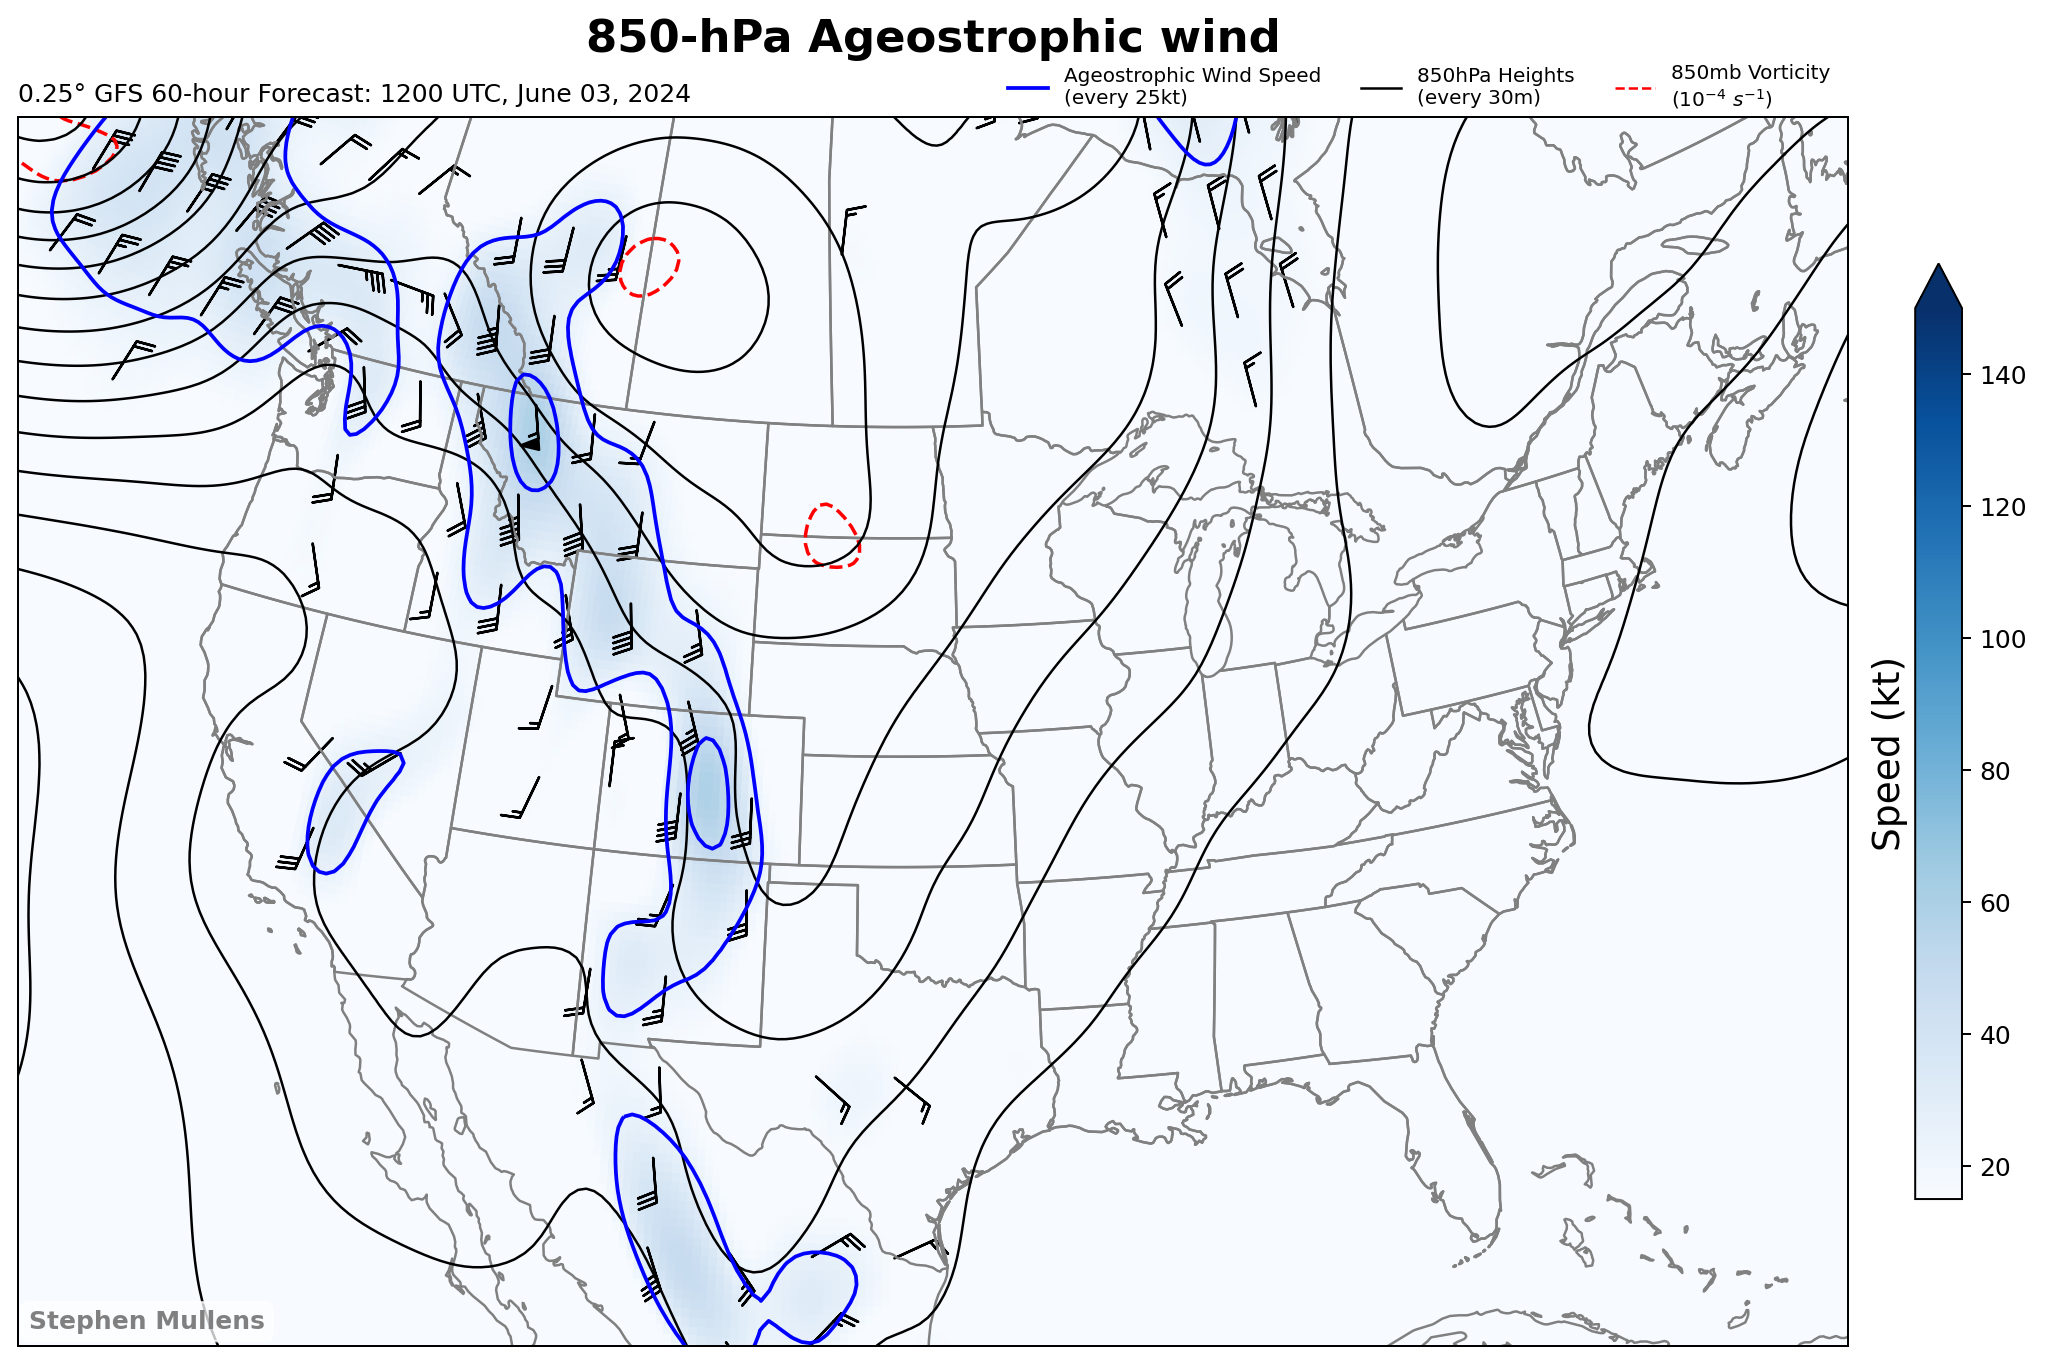 850-hPa Ageostrophic wind
0.25° GFS 60-hour Forecast: 1200 UTC, June 03, 2024
Ageostrophic Wind Speed
(every 25kt)
850hPa Heights
(every 30m)
850mb Vorticity
(10⁻⁴ s⁻¹)
140
120
100
80
60
40
20
Speed (kt)
Stephen Mullens